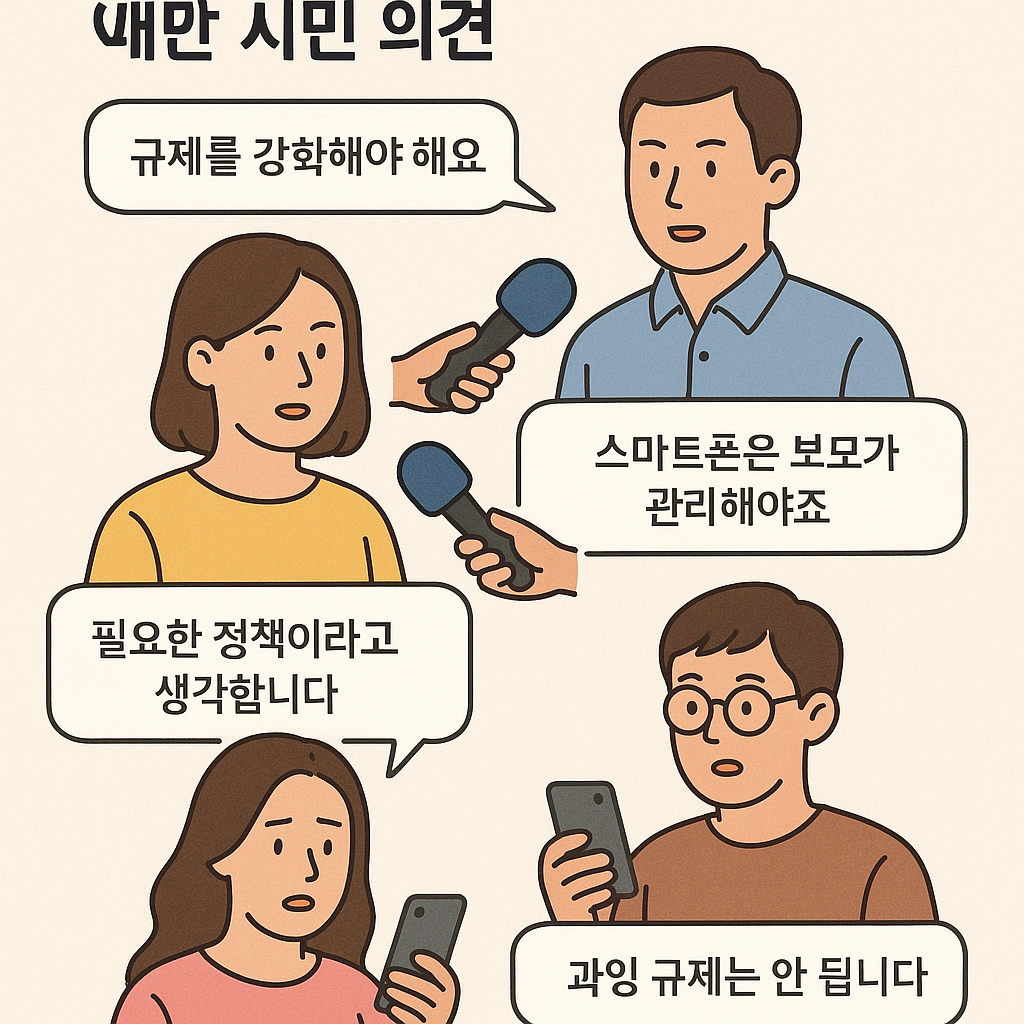 시민 의견
규제를 강화해야 해요
스마트폰은 보모가
관리해야죠
필요한 정책이라고
생각함니다
과잉 규제는 안 됩니다